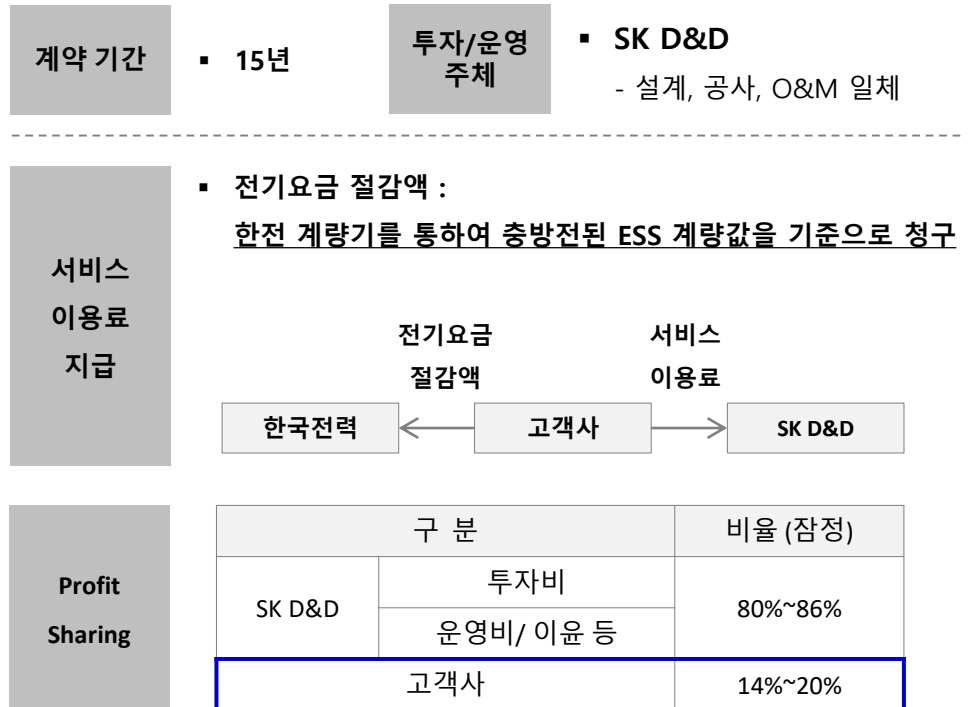 계약 기간
▪ 15년
투자/운영
주체
▪ SK D&D
- 설계, 공사, O&M 일체
서비스
이용료
지급
▪ 전기요금 절감액 :
한전 계량기를 통하여 충방전된 ESS 계량값을 기준으로 청구
전기요금
절감액
서비스
이용료
한국전력
고객사
SK D&D
Profit
Sharing
구 분
비율 (잠정)
SK D&D
투자비
운영비/ 이윤 등
80%~86%
고객사
14%~20%